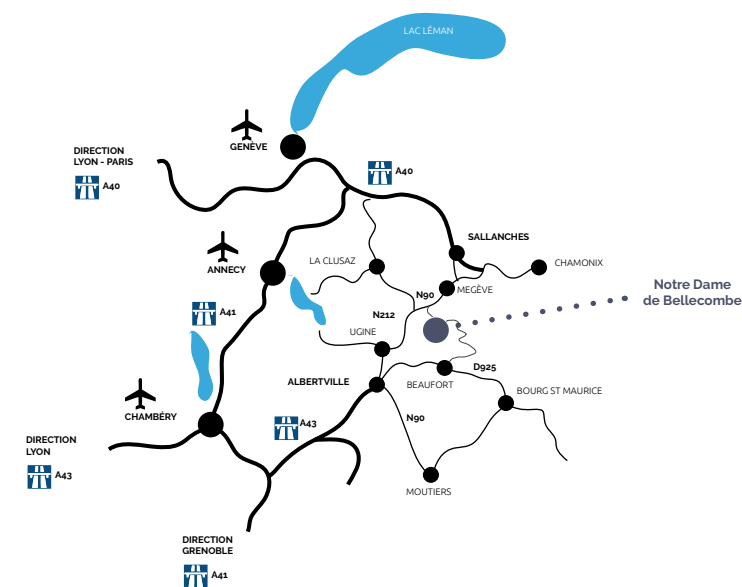 LAC LÉMAN
GENÈVE
DIRECTION
LYON - PARIS
A40
A40
SALLANCHES
ANNECY
LA CLUSAZ
CHAMONIX
Notre Dame
de Bellecombe
MEGÈVE
N90
A41
N212
UGINE
D925
ALBERTVILLE
BEAUFORT
BOURG ST MAURICE
CHAMBÉRY
A43
N90
DIRECTION
LYON
A43
MOUTIERS
DIRECTION
GRENOBLE
A41